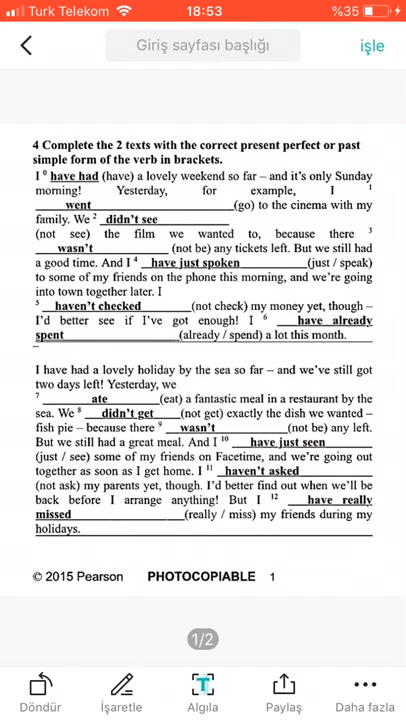 Turk Telekom 18:53 %35
Giriş sayfası başlığı işle
4 Complete the 2 texts with the correct present perfect or past
simple form of the verb in brackets.
I 0 have had (have) a lovely weekend so far – and it's only Sunday
morning! Yesterday, for example, I 1
went (go) to the cinema with my
family. We 2 didn't see
(not see) the film we wanted to, because there 3
wasn't (not be) any tickets left. But we still had
a good time. And I 4 have just spoken (just / speak)
to some of my friends on the phone this morning, and we're going
into town together later. I
5 haven't checked (not check) my money yet, though –
I'd better see if I've got enough! I 6 have already
spent (already / spend) a lot this month.
I have had a lovely holiday by the sea so far – and we've still got
two days left! Yesterday, we
7 ate (eat) a fantastic meal in a restaurant by the
sea. We 8 didn't get (not get) exactly the dish we wanted –
fish pie – because there 9 wasn't (not be) any left.
But we still had a great meal. And I 10 have just seen
(just / see) some of my friends on Facetime, and we're going out
together as soon as I get home. I 11 haven't asked
(not ask) my parents yet, though. I'd better find out when we'll be
back before I arrange anything! But I 12 have really
missed (really / miss) my friends during my
holidays.
© 2015 Pearson PHOTOCOPIABLE 1
1/2
T
Döndür İşaretle Algıla Paylaş Daha fazla